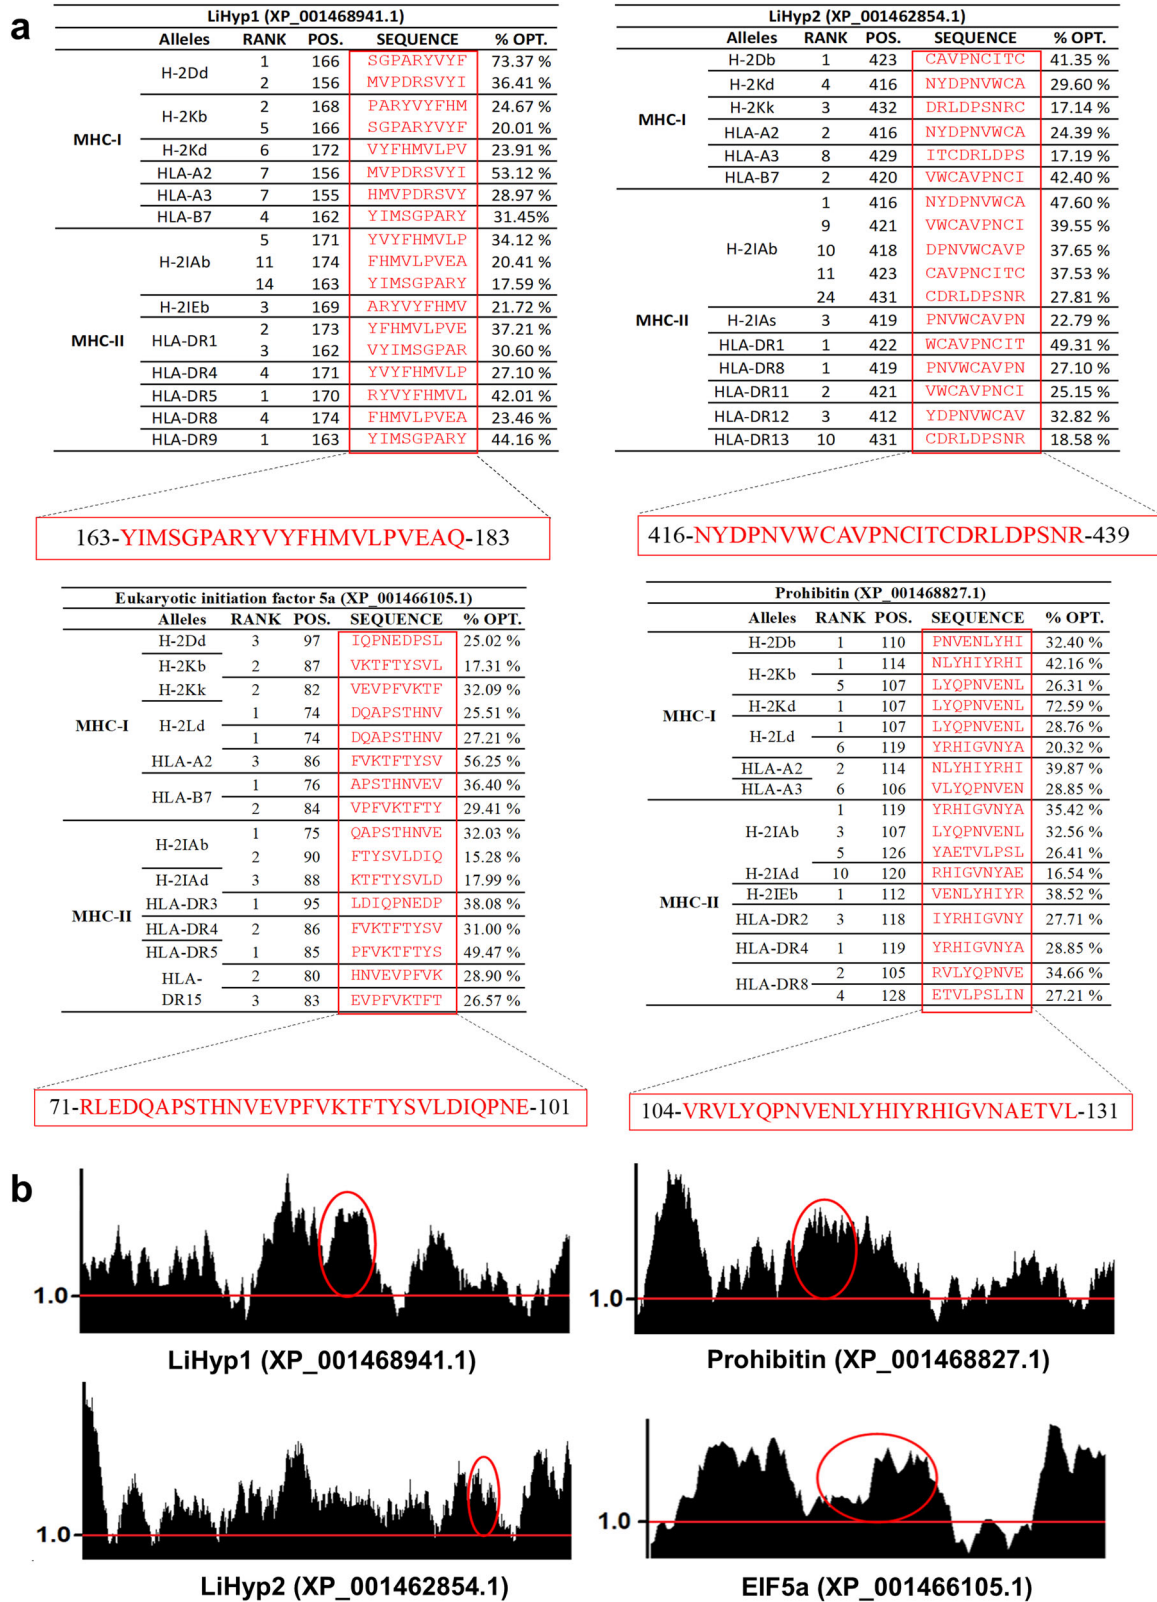 a
LiHyp1 (XP_001468941.1)
Alleles RANK POS. SEQUENCE % OPT.
MHC-I
H-2Dd 1 166 SGPARYVYF 73.37 %
2 156 MVPDRSVYI 36.41 %
H-2Kb 2 168 PARYVYFHM 24.67 %
5 166 SGPARYVYF 20.01 %
H-2Kd 6 172 VYFHMVLPV 23.91 %
HLA-A2 7 156 MVPDRSVYI 53.12 %
HLA-A3 7 155 HMVPDRSVY 28.97 %
HLA-B7 4 162 YIMSGPARY 31.45%
MHC-II
H-2IAb 5 171 YVYFHMVLP 34.12 %
11 174 FHMVLPVEA 20.41 %
14 163 YIMSGPARY 17.59 %
H-2IEb 3 169 ARYVYFHMV 21.72 %
HLA-DR1 2 173 YFHMVLPVE 37.21 %
3 162 VYIMSGPAR 30.60 %
HLA-DR4 4 171 YVYFHMVLP 27.10 %
HLA-DR5 1 170 RYVYFHMVL 42.01 %
HLA-DR8 4 174 FHMVLPVEA 23.46 %
HLA-DR9 1 163 YIMSGPARY 44.16 %
163-YIMSGPARYVYFHMVLPVEAQ-183
LiHyp2 (XP_001462854.1)
Alleles RANK POS. SEQUENCE % OPT.
MHC-I
H-2Db 1 423 CAVPNCITC 41.35 %
H-2Kd 4 416 NYDPNVWCA 29.60 %
H-2Kk 3 432 DRLDPSNRC 17.14 %
HLA-A2 2 416 NYDPNVWCA 24.39 %
HLA-A3 8 429 ITCDRLDPS 17.19 %
HLA-B7 2 420 VWCAVPNCI 42.40 %
MHC-II
H-2IAb 1 416 NYDPNVWCA 47.60 %
9 421 VWCAVPNCI 39.55 %
10 418 DPNVWCAVP 37.65 %
11 423 CAVPNCITC 37.53 %
24 431 CDRLDPSNR 27.81 %
H-2IAs 3 419 PNVWCAVPN 22.79 %
HLA-DR1 1 422 WCAVPNCIT 49.31 %
HLA-DR8 1 419 PNVWCAVPN 27.10 %
HLA-DR11 2 421 VWCAVPNCI 25.15 %
HLA-DR12 3 412 YDPNVWCAV 32.82 %
HLA-DR13 10 431 CDRLDPSNR 18.58 %
416-NYDPNVWCAVPNCITCDRLDPSNR-439
Eukaryotic initiation factor 5a (XP_001466105.1)
Alleles RANK POS. SEQUENCE % OPT.
MHC-I
H-2Dd 3 97 IQPNEDPSL 25.02 %
H-2Kb 2 87 VKTFTYSVL 17.31 %
H-2Kk 2 82 VEVPFVKTF 32.09 %
H-2Ld 1 74 DQAPSTHNV 25.51 %
1 74 DQAPSTHNV 27.21 %
HLA-A2 3 86 FVKTFTYSV 56.25 %
HLA-B7 1 76 APSTHNVEV 36.40 %
2 84 VPFVKTFTY 29.41 %
MHC-II
H-2IAb 1 75 QAPSTHNVE 32.03 %
2 90 FTYSVLDIQ 15.28 %
H-2IAd 3 88 KTFTYSVLD 17.99 %
HLA-DR3 1 95 LDIQPNEDP 38.08 %
HLA-DR4 2 86 FVKTFTYSV 31.00 %
HLA-DR5 1 85 PFVKTFTYS 49.47 %
HLA-DR15 2 80 HNVEVPFVK 28.90 %
3 83 EVPFVKTFT 26.57 %
71-RLEDQAPSTHNVEVPFVKTFTYSVLDIQPNE-101
Prohibitin (XP_001468827.1)
Alleles RANK POS. SEQUENCE % OPT.
MHC-I
H-2Db 1 110 PNVENLYHI 32.40 %
H-2Kb 1 114 NLYHIYRHI 42.16 %
5 107 LYQPNVENL 26.31 %
H-2Kd 1 107 LYQPNVENL 72.59 %
H-2Ld 1 107 LYQPNVENL 28.76 %
6 119 YRHIGVNYA 20.32 %
HLA-A2 2 114 NLYHIYRHI 39.87 %
HLA-A3 6 106 VLYQPNVEN 28.85 %
MHC-II
H-2IAb 1 119 YRHIGVNYA 35.42 %
3 107 LYQPNVENL 32.56 %
5 126 YAETVLPSL 26.41 %
H-2IAd 10 120 RHIGVNYAE 16.54 %
H-2IEb 1 112 VENLYHIYR 38.52 %
HLA-DR2 3 118 IYRHIGVNY 27.71 %
HLA-DR4 1 119 YRHIGVNYA 28.85 %
HLA-DR8 2 105 RVLYQPNVE 34.66 %
4 128 ETVLPSLIN 27.21 %
104-VRVLYQPNVENLYHIYRHIGVNAETVL-131
b
1.0
LiHyp1 (XP_001468941.1)
1.0
Prohibitin (XP_001468827.1)
1.0
LiHyp2 (XP_001462854.1)
1.0
EIF5a (XP_001466105.1)